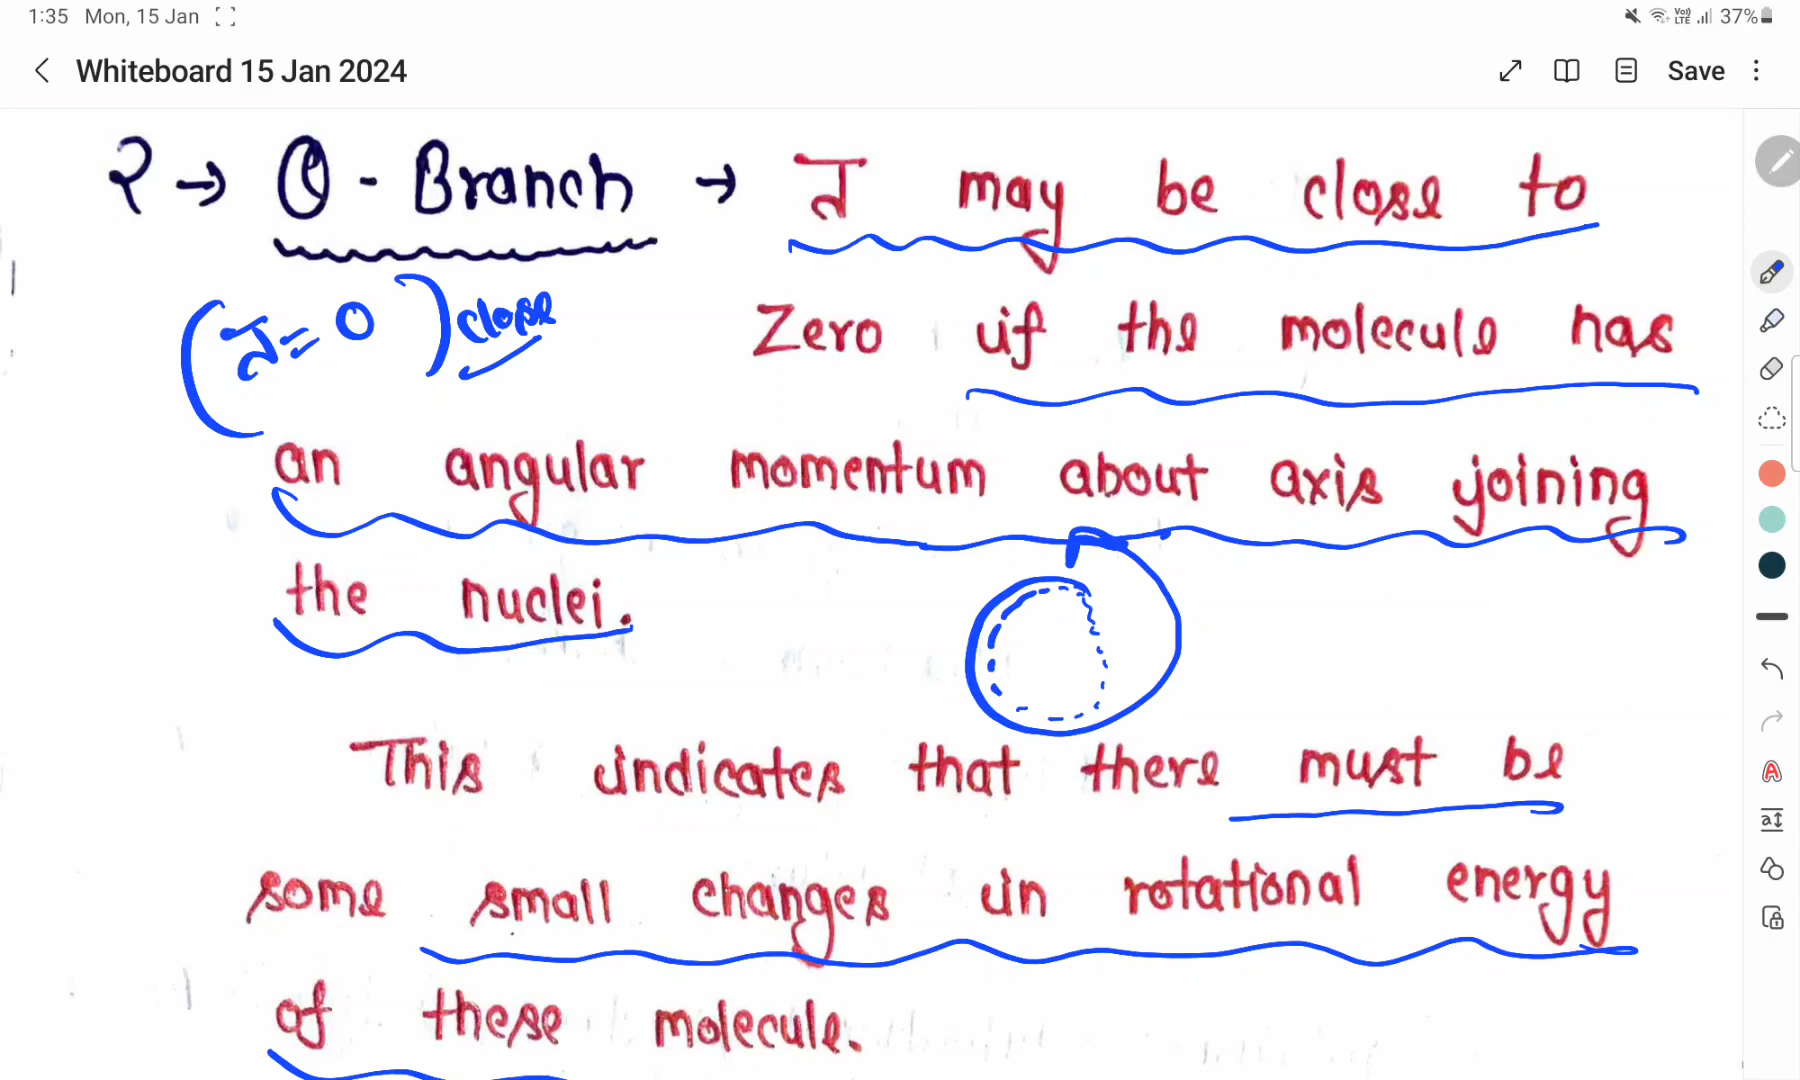 1:35 Mon, 15 Jan 37%
Whiteboard 15 Jan 2024 Save
2→ Q - Branch → J may be close to
(J = 0) close
Zero if the molecule has
an angular momentum about axis joining
the nuclei.
This indicates that there must be
some small changes in rotational energy
of these molecule.